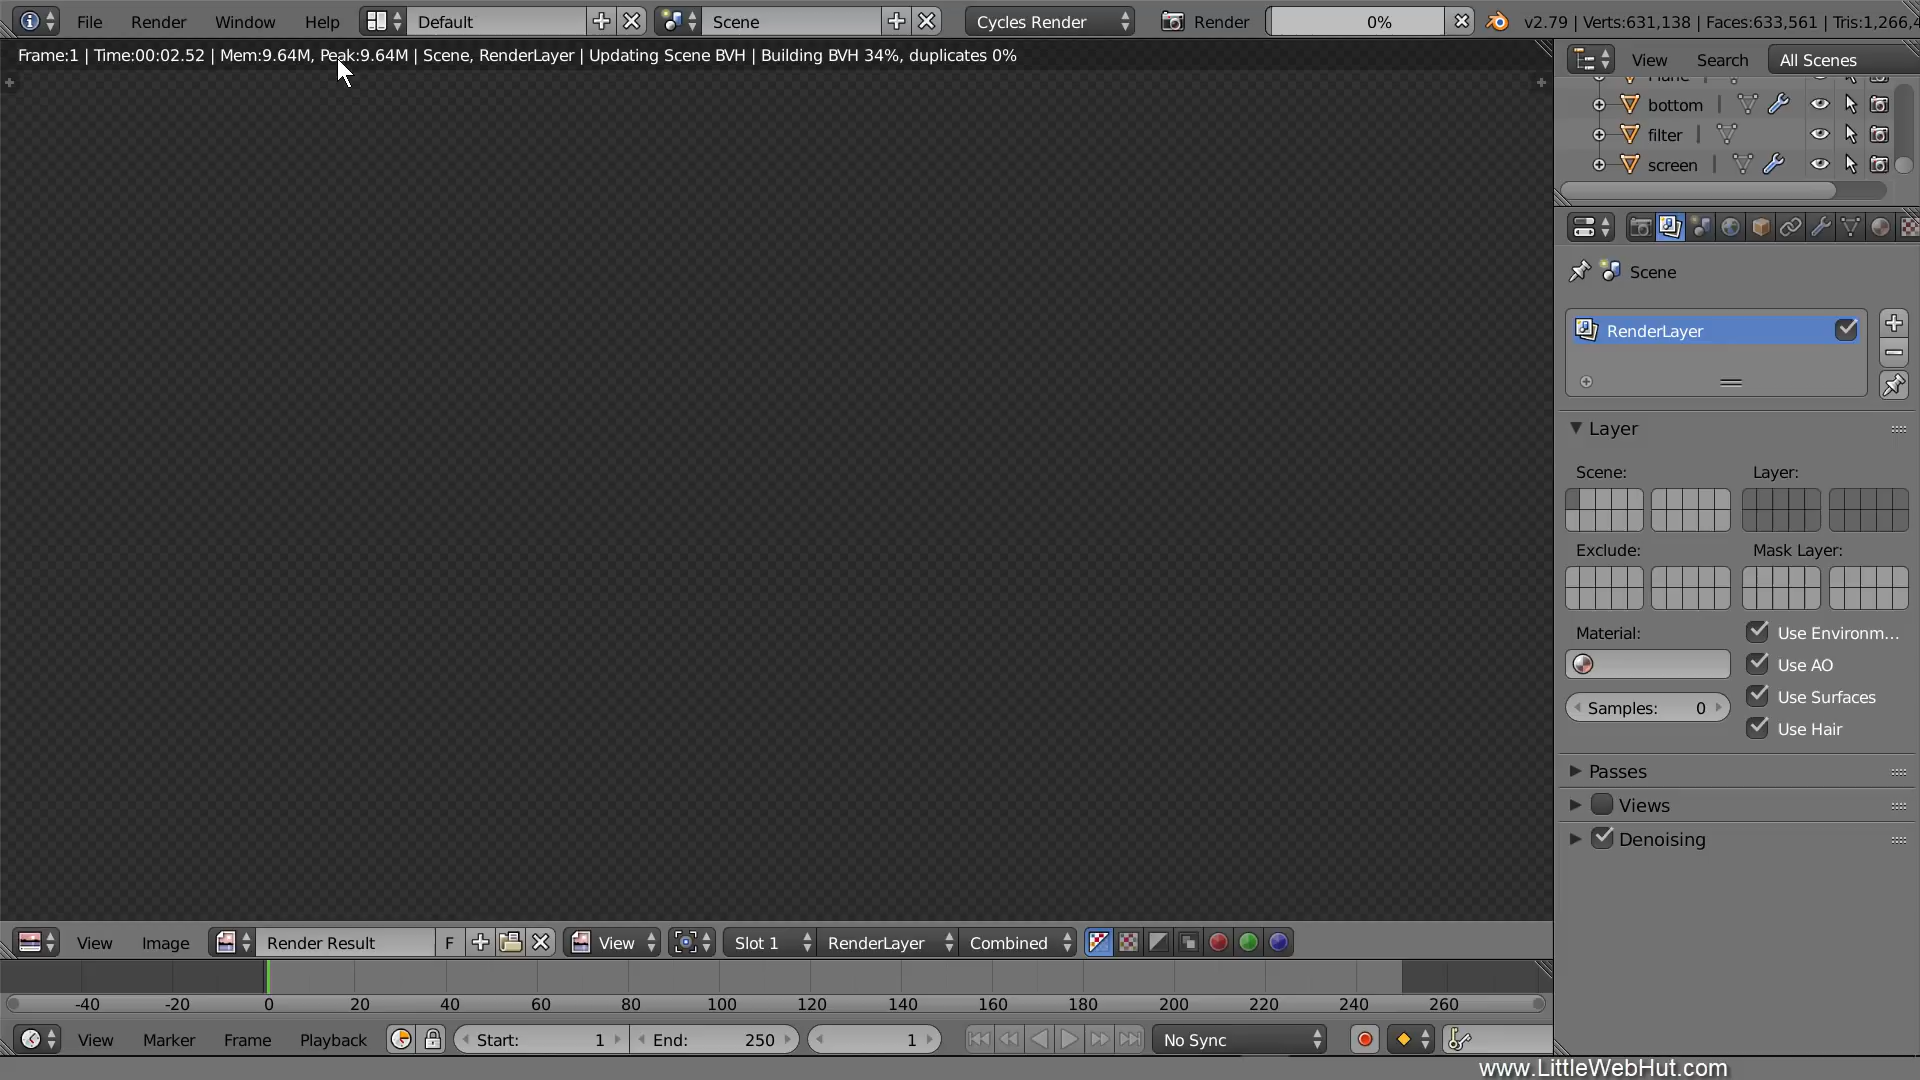 File Render Window Help Default Scene Cycles Render Render 0% v2.79 | Verts:631,138 | Faces:633,561 | Tris:1,266,4
Frame:1 | Time:00:02.52 | Mem:9.64M, Peak:9.64M | Scene, RenderLayer | Updating Scene BVH | Building BVH 34%, duplicates 0%
View Search All Scenes
Plane
bottom
filter
screen
Scene
RenderLayer
Layer
Scene: Layer:
Exclude: Mask Layer:
Material: Use Environm...
Use AO
Samples: 0 Use Surfaces
Use Hair
Passes
Views
Denoising
View Image Render Result F View Slot 1 RenderLayer Combined
-40 -20 0 20 40 60 80 100 120 140 160 180 200 220 240 260
View Marker Frame Playback Start: 1 End: 250 1 No Sync
www.LittleWebHut.com